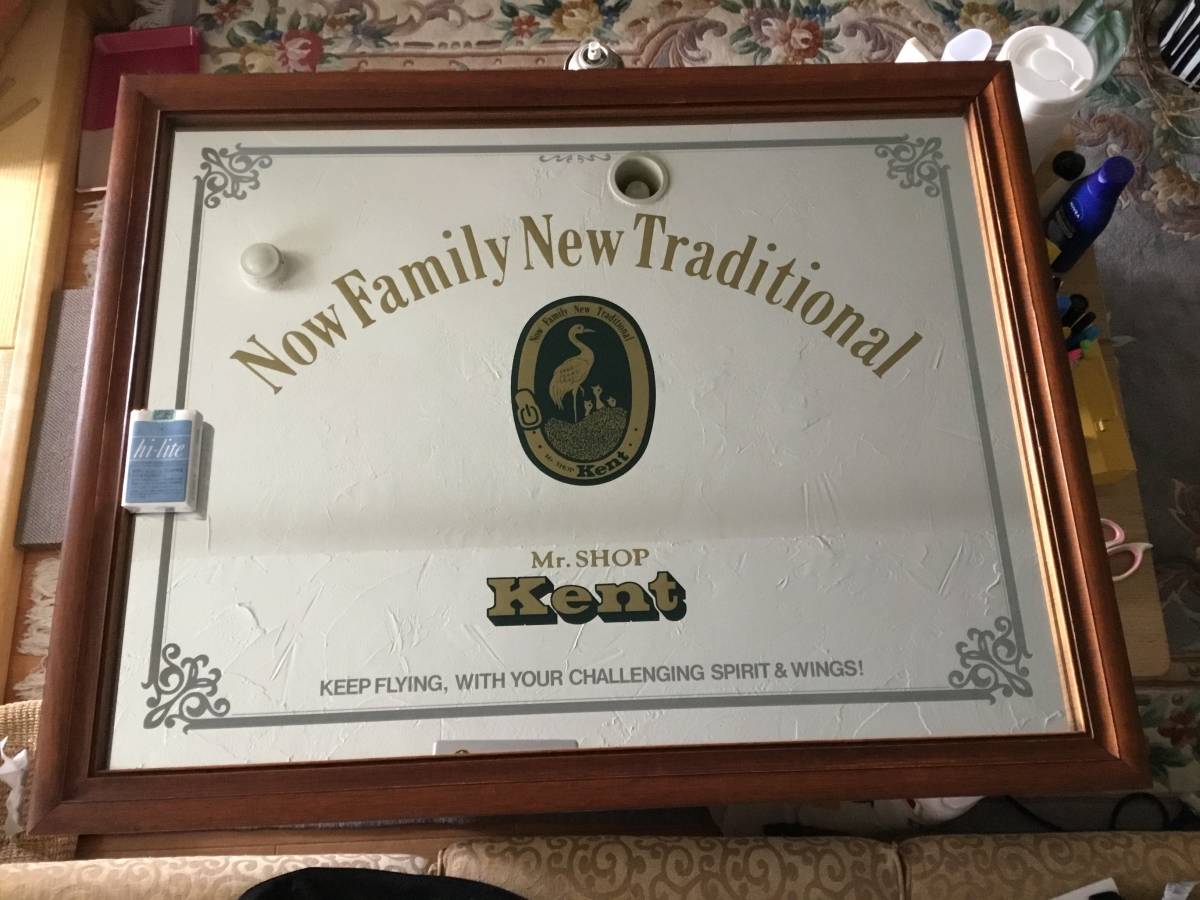 Now Family New Traditional
Now Family New Traditional
Mr. SHOP
Kent
hi-lite
Mr. SHOP
Kent
KEEP FLYING, WITH YOUR CHALLENGING SPIRIT & WINGS!
NIVEA